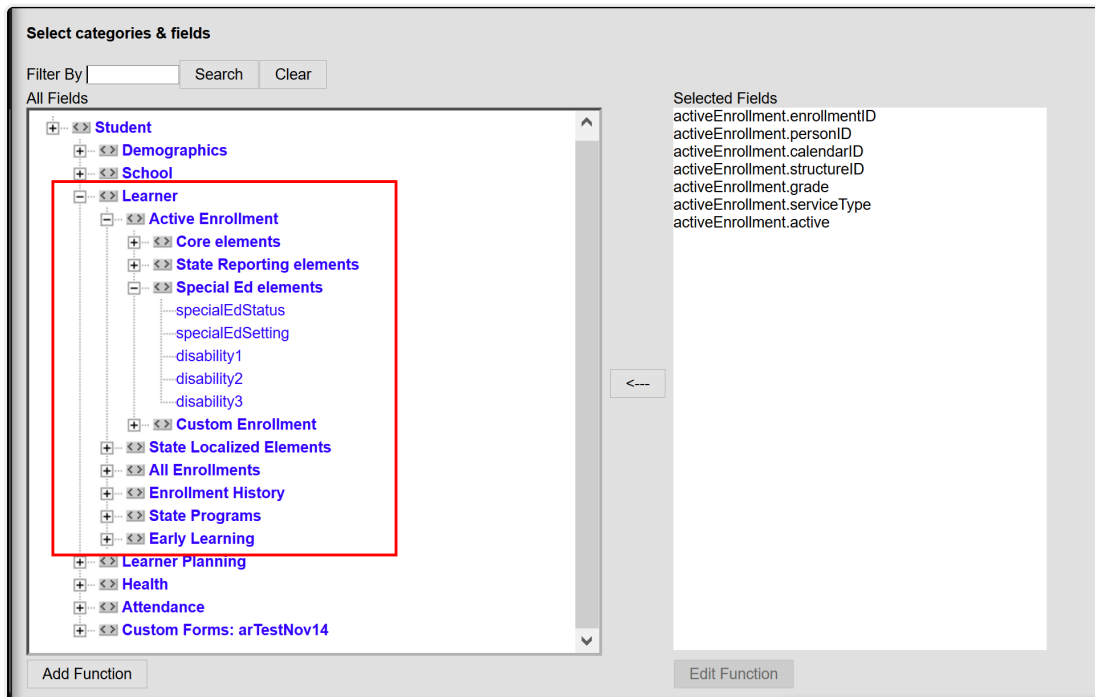 Select categories & fields
Filter By
Search
Clear
All Fields
Student
Demographics
School
Learner
Active Enrollment
Core elements
State Reporting elements
Special Ed elements
specialEdStatus
specialEdSetting
disability1
disability2
disability3
Custom Enrollment
State Localized Elements
All Enrollments
Enrollment History
State Programs
Early Learning
Learner Planning
Health
Attendance
Custom Forms: arTestNov14
Add Function
<---
Selected Fields
activeEnrollment.enrollmentID
activeEnrollment.personID
activeEnrollment.calendarID
activeEnrollment.structureID
activeEnrollment.grade
activeEnrollment.serviceType
activeEnrollment.active
Edit Function